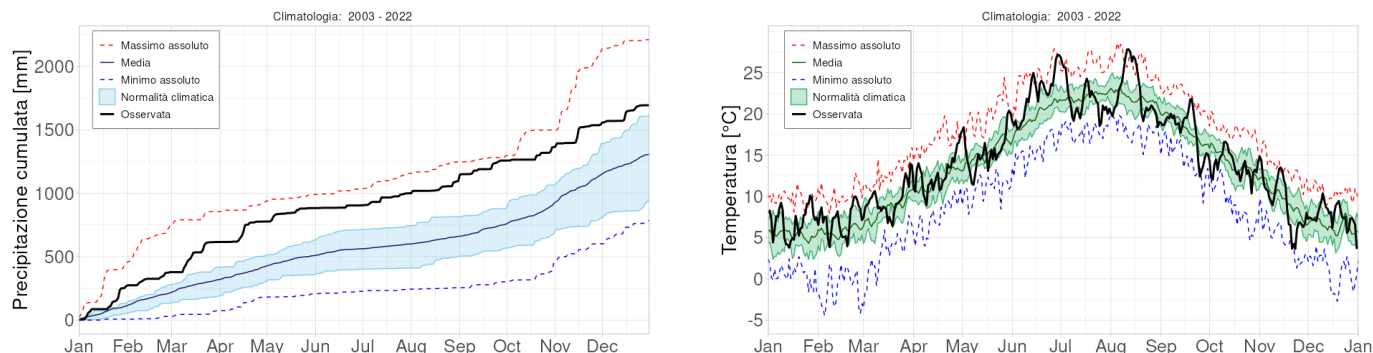 Climatologia: 2003 - 2022
Precipitazione cumulata [mm]
Massimo assoluto
Media
Minimo assoluto
Normalità climatica
Osservata
2000
1500
1000
500
0
Jan Feb Mar Apr May Jun Jul Aug Sep Oct Nov Dec
Climatologia: 2003 - 2022
Temperatura [°C]
Massimo assoluto
Media
Minimo assoluto
Normalità climatica
Osservata
25
20
15
10
5
0
-5
Jan Feb Mar Apr May Jun Jul Aug Sep Oct Nov Dec Jan